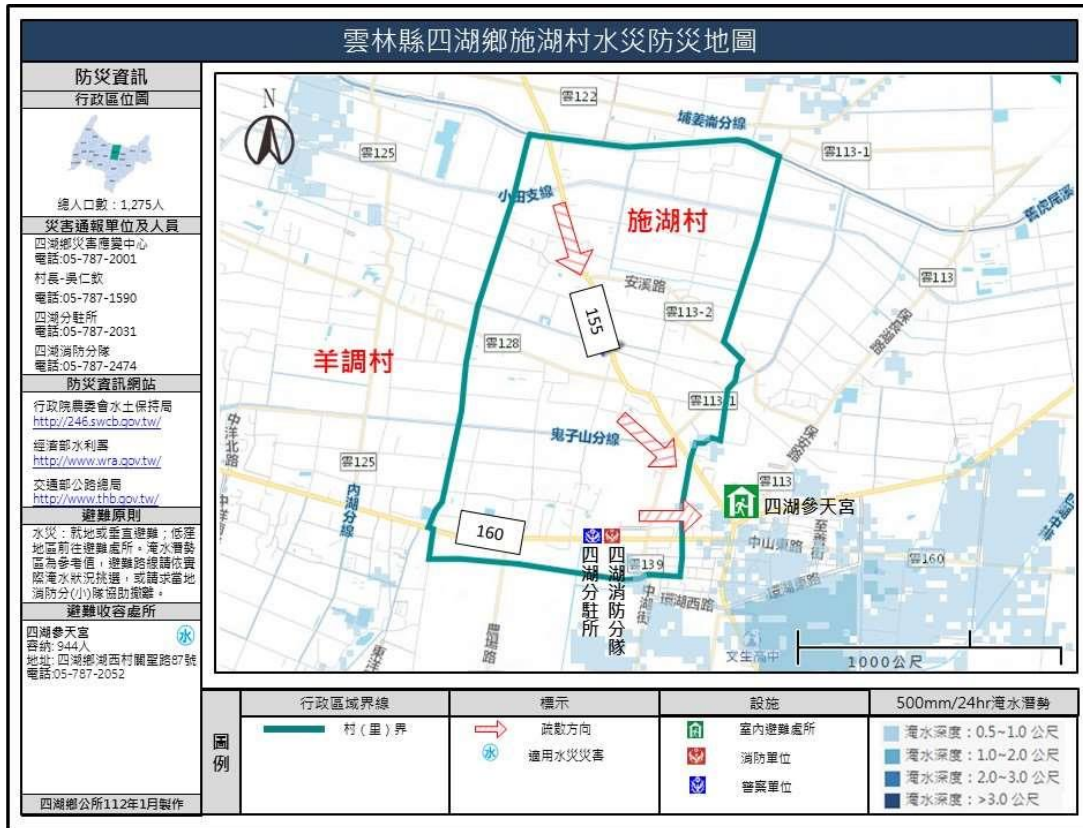 雲林縣四湖鄉施湖村水災防災地圖
防災資訊
行政區位圖
總人口數：1,275人
災害通報單位及人員
四湖鄉災害應變中心
電話:05-787-2001
村長-吳仁欽
電話:05-787-1590
四湖分駐所
電話:05-787-2031
四湖消防分隊
電話:05-787-2474
防災資訊網站
行政院農委會水土保持局
http://246.swcb.gov.tw/
經濟部水利署
http://www.wra.gov.tw/
交通部公路總局
http://www.thb.gov.tw/
避難原則
水災：就地或垂直避難；低窪
地區前往避難處所。淹水潛勢
區為參考值，避難路線請依實
際淹水狀況挑選，或請求當地
消防分(小)隊協助撤離。
避難收容處所
四湖參天宮
水
容納: 944人
地址: 四湖鄉湖西村關聖路87號
電話:05-787-2052
四湖鄉公所112年1月製作
N
雲122
埔姜崙分線
雲125
雲113-1
小田支線
舊虎尾溪
施湖村
安溪路
雲113
155
雲113-2
羊調村
雲128
雲113-1
鬼子山分線
保安路
中洋北路
雲125
內湖分線
雲113
四湖參天宮
160
四湖分駐所
四湖消防分隊
中山東路
至善街
雲160
雲139
中湖街
環湖西路
環湖東路
農場路
文生高中
1000公尺
圖例
行政區域界線
標示
設施
500mm/24hr淹水潛勢
村（里）界
疏散方向
室內避難處所
淹水深度：0.5~1.0 公尺
水
適用水災災害
消防單位
淹水深度：1.0~2.0 公尺
警察單位
淹水深度：2.0~3.0 公尺
淹水深度：>3.0 公尺